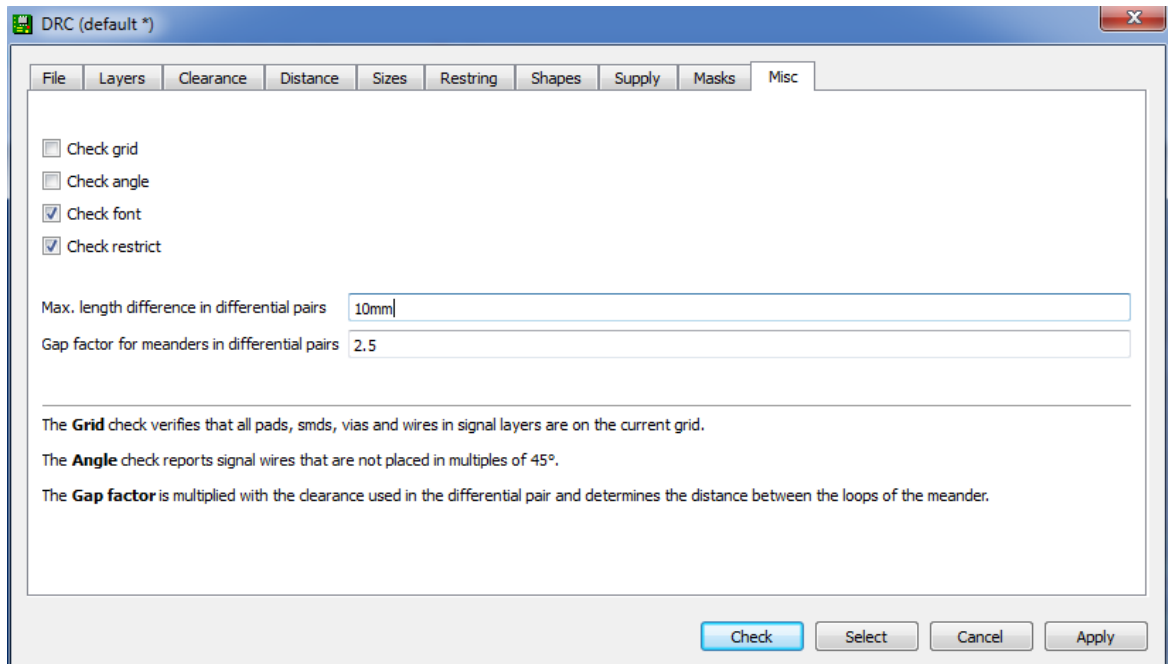 DRC (default *)
File Layers Clearance Distance Sizes Restring Shapes Supply Masks Misc
Check grid
Check angle
Check font
Check restrict
Max. length difference in differential pairs 10mm
Gap factor for meanders in differential pairs 2.5
The Grid check verifies that all pads, smds, vias and wires in signal layers are on the current grid.
The Angle check reports signal wires that are not placed in multiples of 45°.
The Gap factor is multiplied with the clearance used in the differential pair and determines the distance between the loops of the meander.
Check Select Cancel Apply